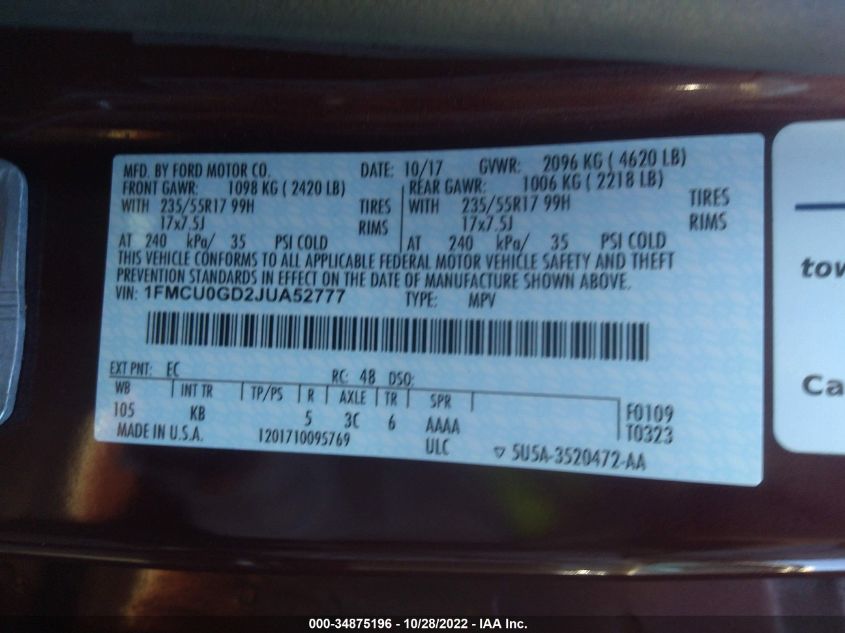 MFD. BY FORD MOTOR CO. DATE: 10/17 GVWR: 2096 KG ( 4620 LB)
FRONT GAWR: 1098 KG ( 2420 LB) REAR GAWR: 1006 KG ( 2218 LB)
WITH 235/55R17 99H TIRES WITH 235/55R17 99H TIRES
17x7.5J RIMS 17x7.5J RIMS
AT 240 kPa/ 35 PSI COLD AT 240 kPa/ 35 PSI COLD
THIS VEHICLE CONFORMS TO ALL APPLICABLE FEDERAL MOTOR VEHICLE SAFETY AND THEFT
PREVENTION STANDARDS IN EFFECT ON THE DATE OF MANUFACTURE SHOWN ABOVE.
VIN: 1FMCU0GD2JUA52777 TYPE: MPV
EXT PNT: EC RC: 48 DSO:
WB INT TR TP/PS R AXLE TR SPR
105 KB 5 3C 6 AAAA F0109
MADE IN U.S.A. 1201710095769 ULC T0323
▽ 5U5A-3520472-AA
tow
Ca
000-34875196 - 10/28/2022 - IAA Inc.